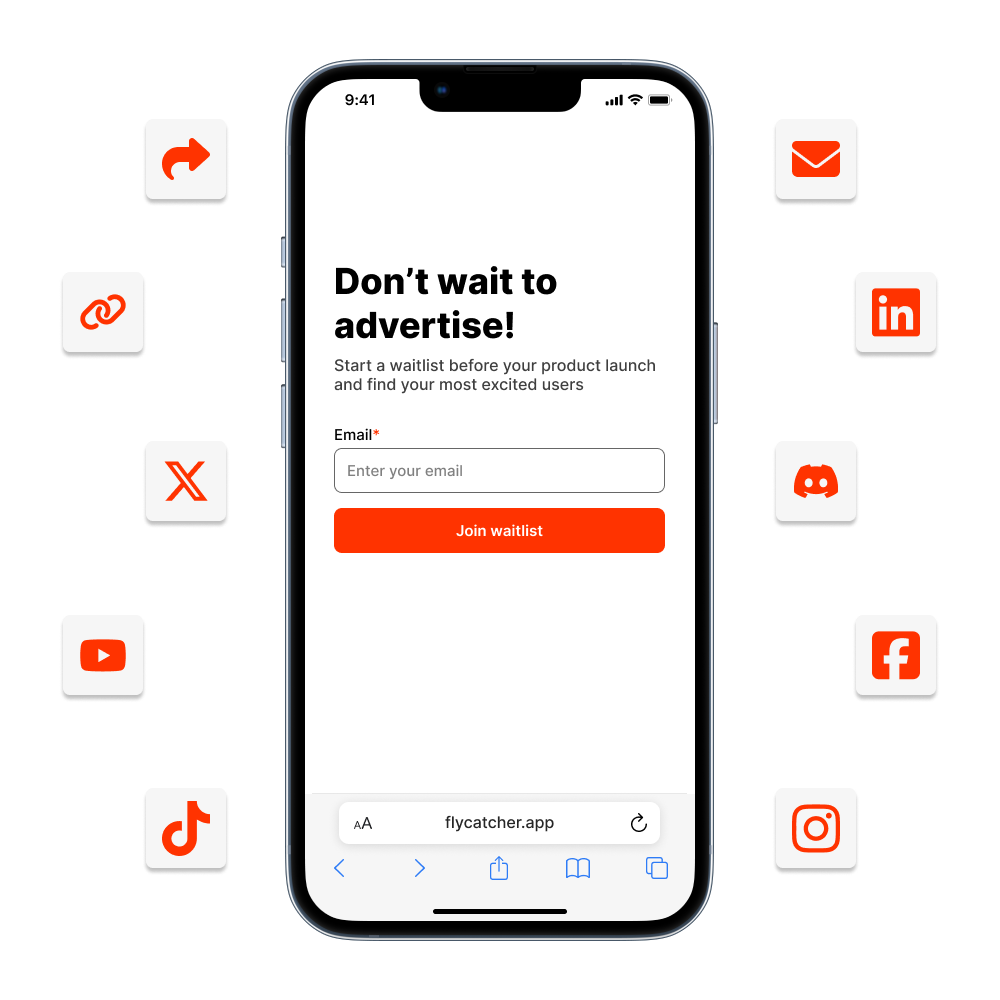 9:41
Don’t wait to
advertise!
Start a waitlist before your product launch
and find your most excited users
Email*
Enter your email
Join waitlist
AA
flycatcher.app